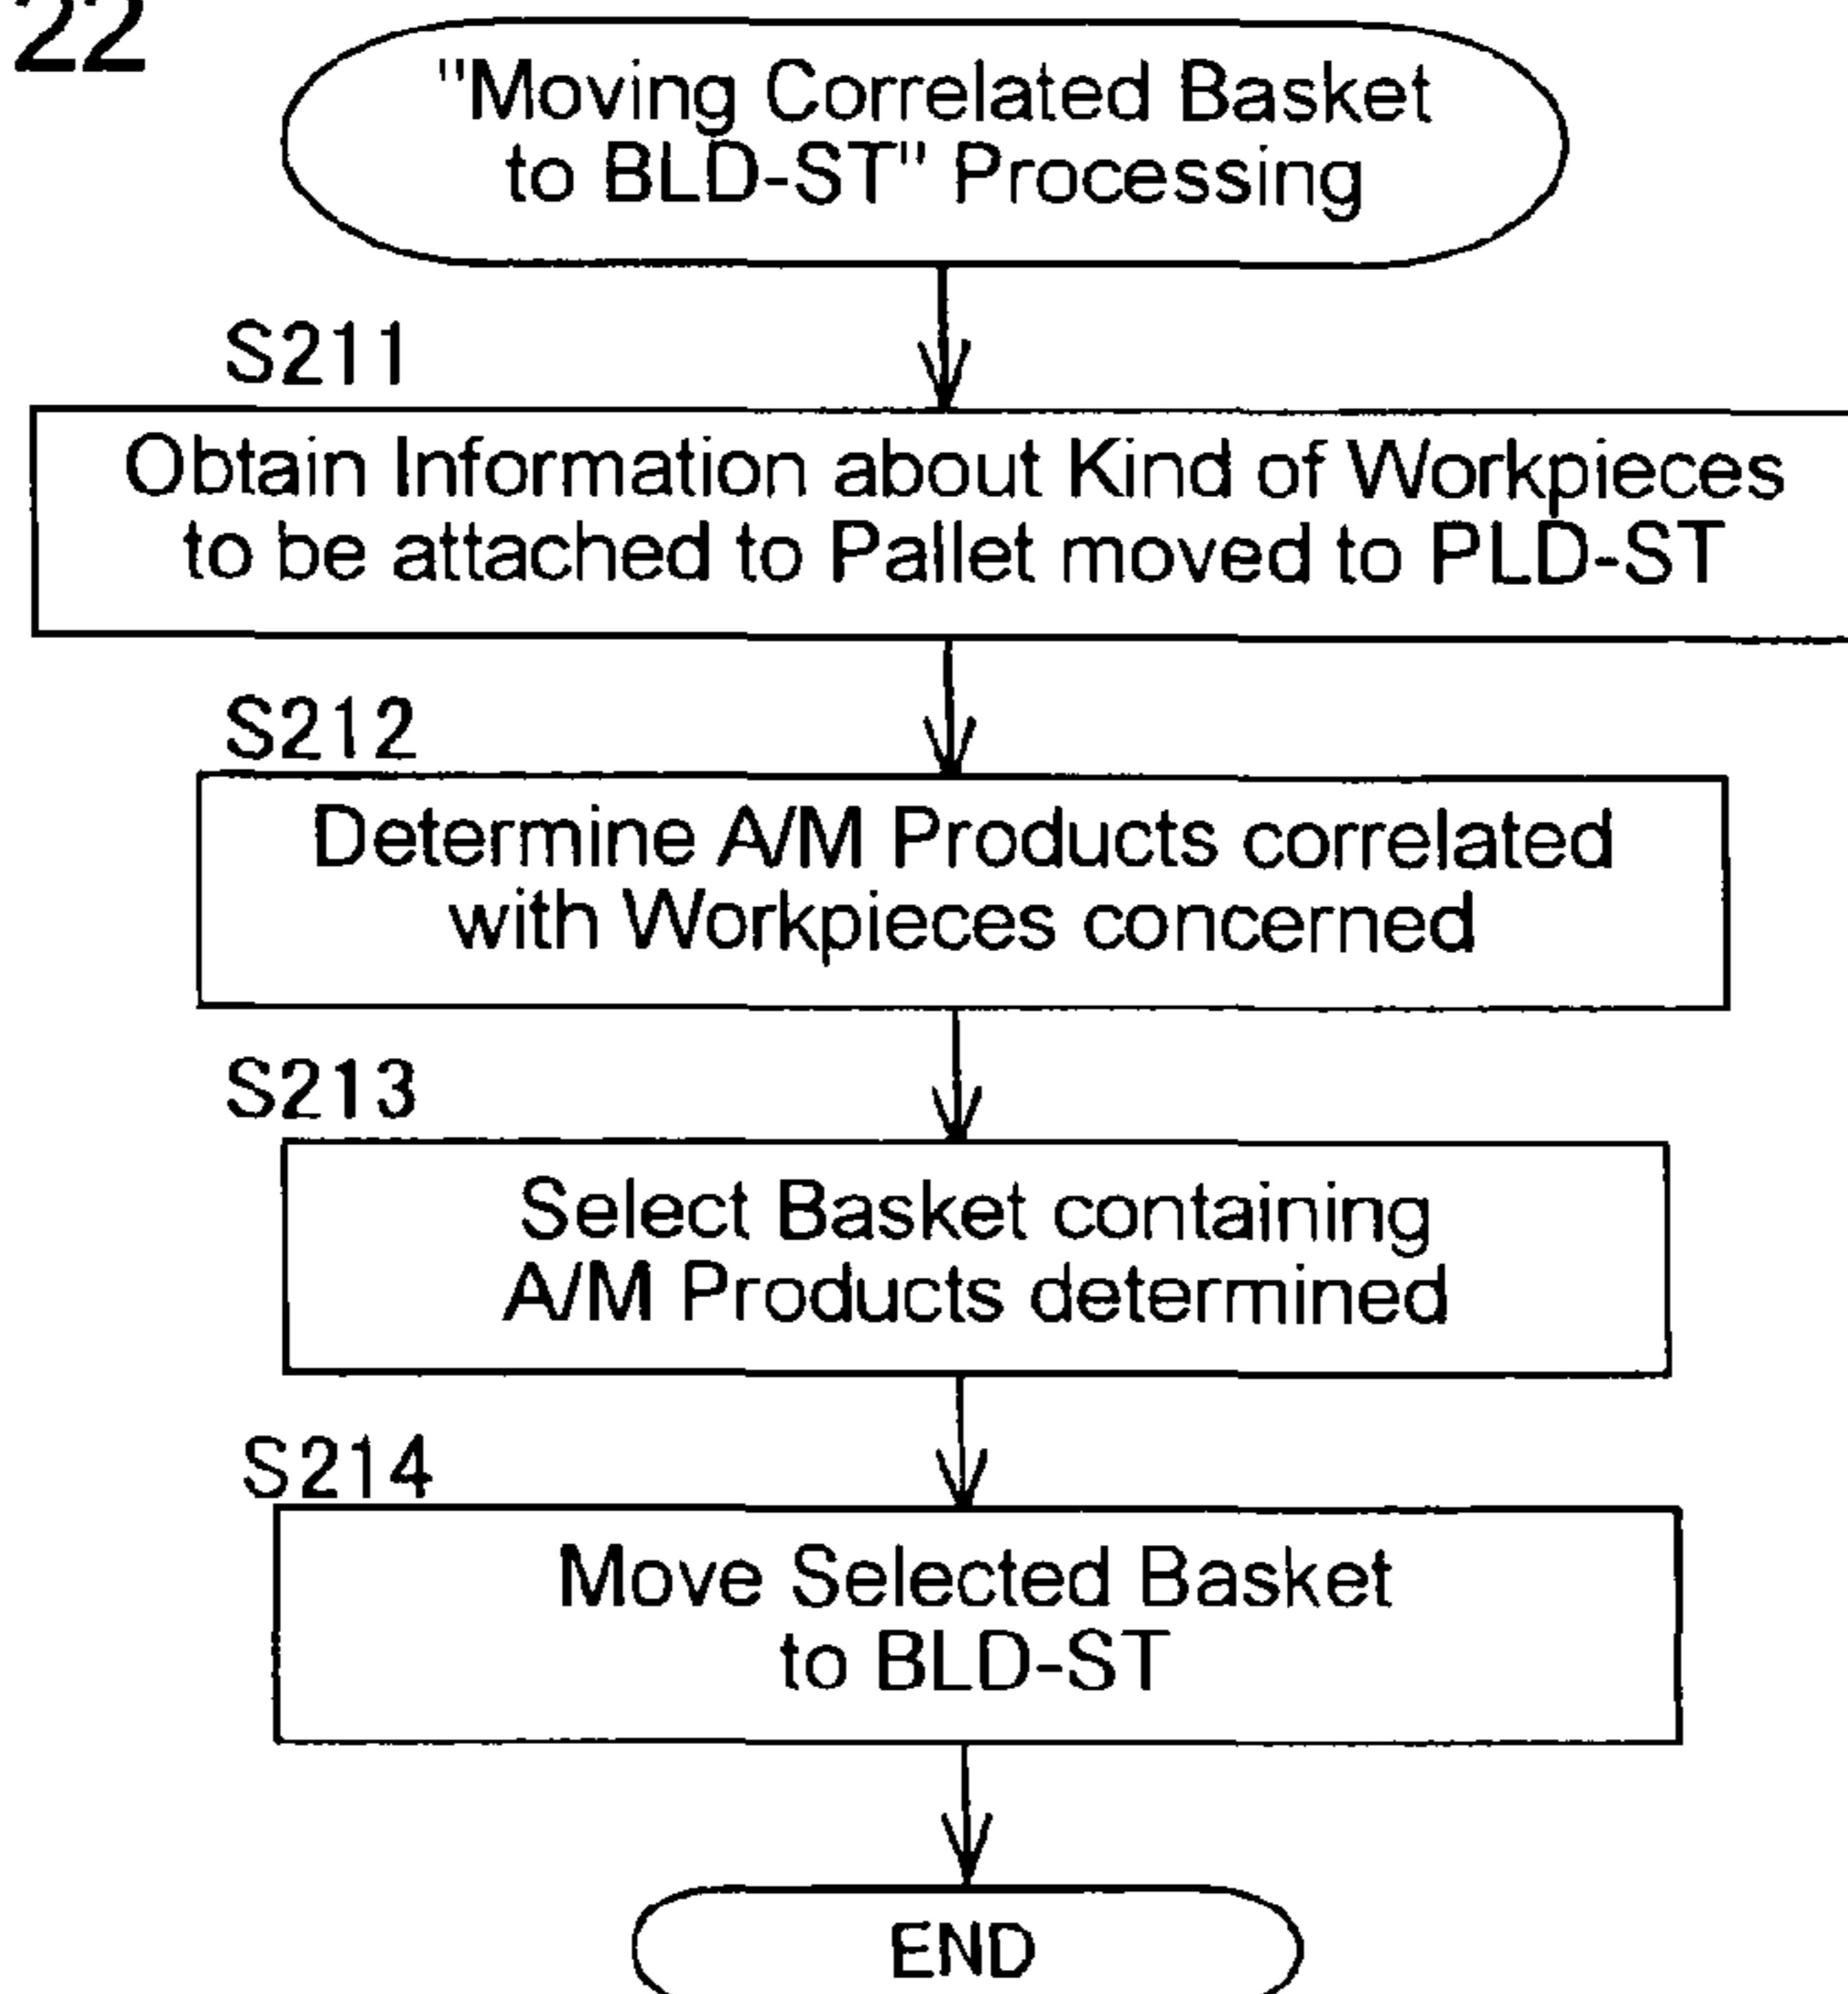 22
"Moving Correlated Basket
to BLD-ST" Processing
S211
Obtain Information about Kind of Workpieces
to be attached to Pallet moved to PLD-ST
S212
Determine A/M Products correlated
with Workpieces concerned
S213
Select Basket containing
A/M Products determined
S214
Move Selected Basket
to BLD-ST
END